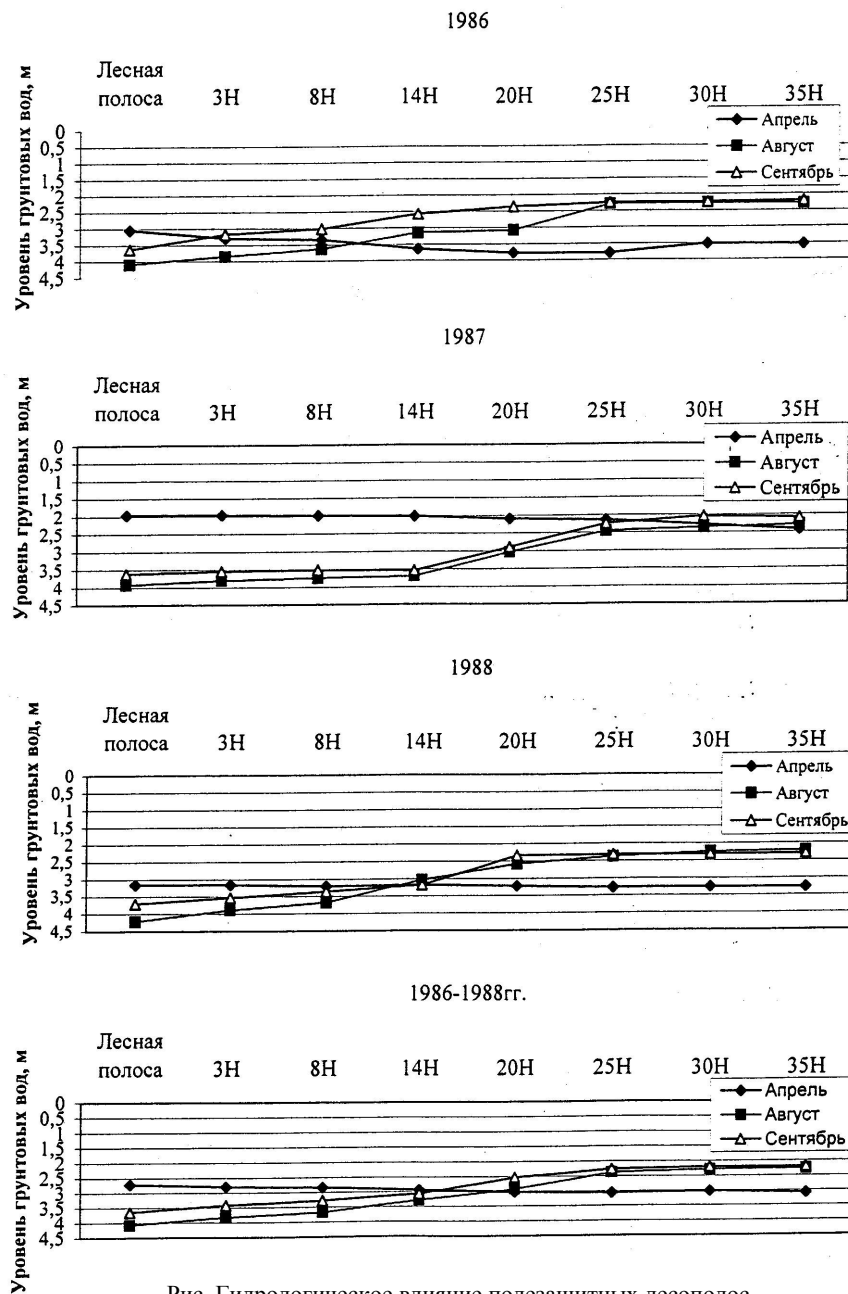 1986
Лесная
полоса 3Н 8Н 14Н 20Н 25Н 30Н 35Н
Уровень грунтовых вод, м
0
0,5
1
1,5
2
2,5
3
3,5
4
4,5
Апрель
Август
Сентябрь
1987
Лесная
полоса 3Н 8Н 14Н 20Н 25Н 30Н 35Н
Уровень грунтовых вод, м
0
0,5
1
1,5
2
2,5
3
3,5
4
4,5
Апрель
Август
Сентябрь
1988
Лесная
полоса 3Н 8Н 14Н 20Н 25Н 30Н 35Н
Уровень грунтовых вод, м
0
0,5
1
1,5
2
2,5
3
3,5
4
4,5
Апрель
Август
Сентябрь
1986-1988гг.
Лесная
полоса 3Н 8Н 14Н 20Н 25Н 30Н 35Н
Уровень грунтовых вод, м
0
0,5
1
1,5
2
2,5
3
3,5
4
4,5
Апрель
Август
Сентябрь
Рис. Гидрологическое влияние полезащитных лесополос